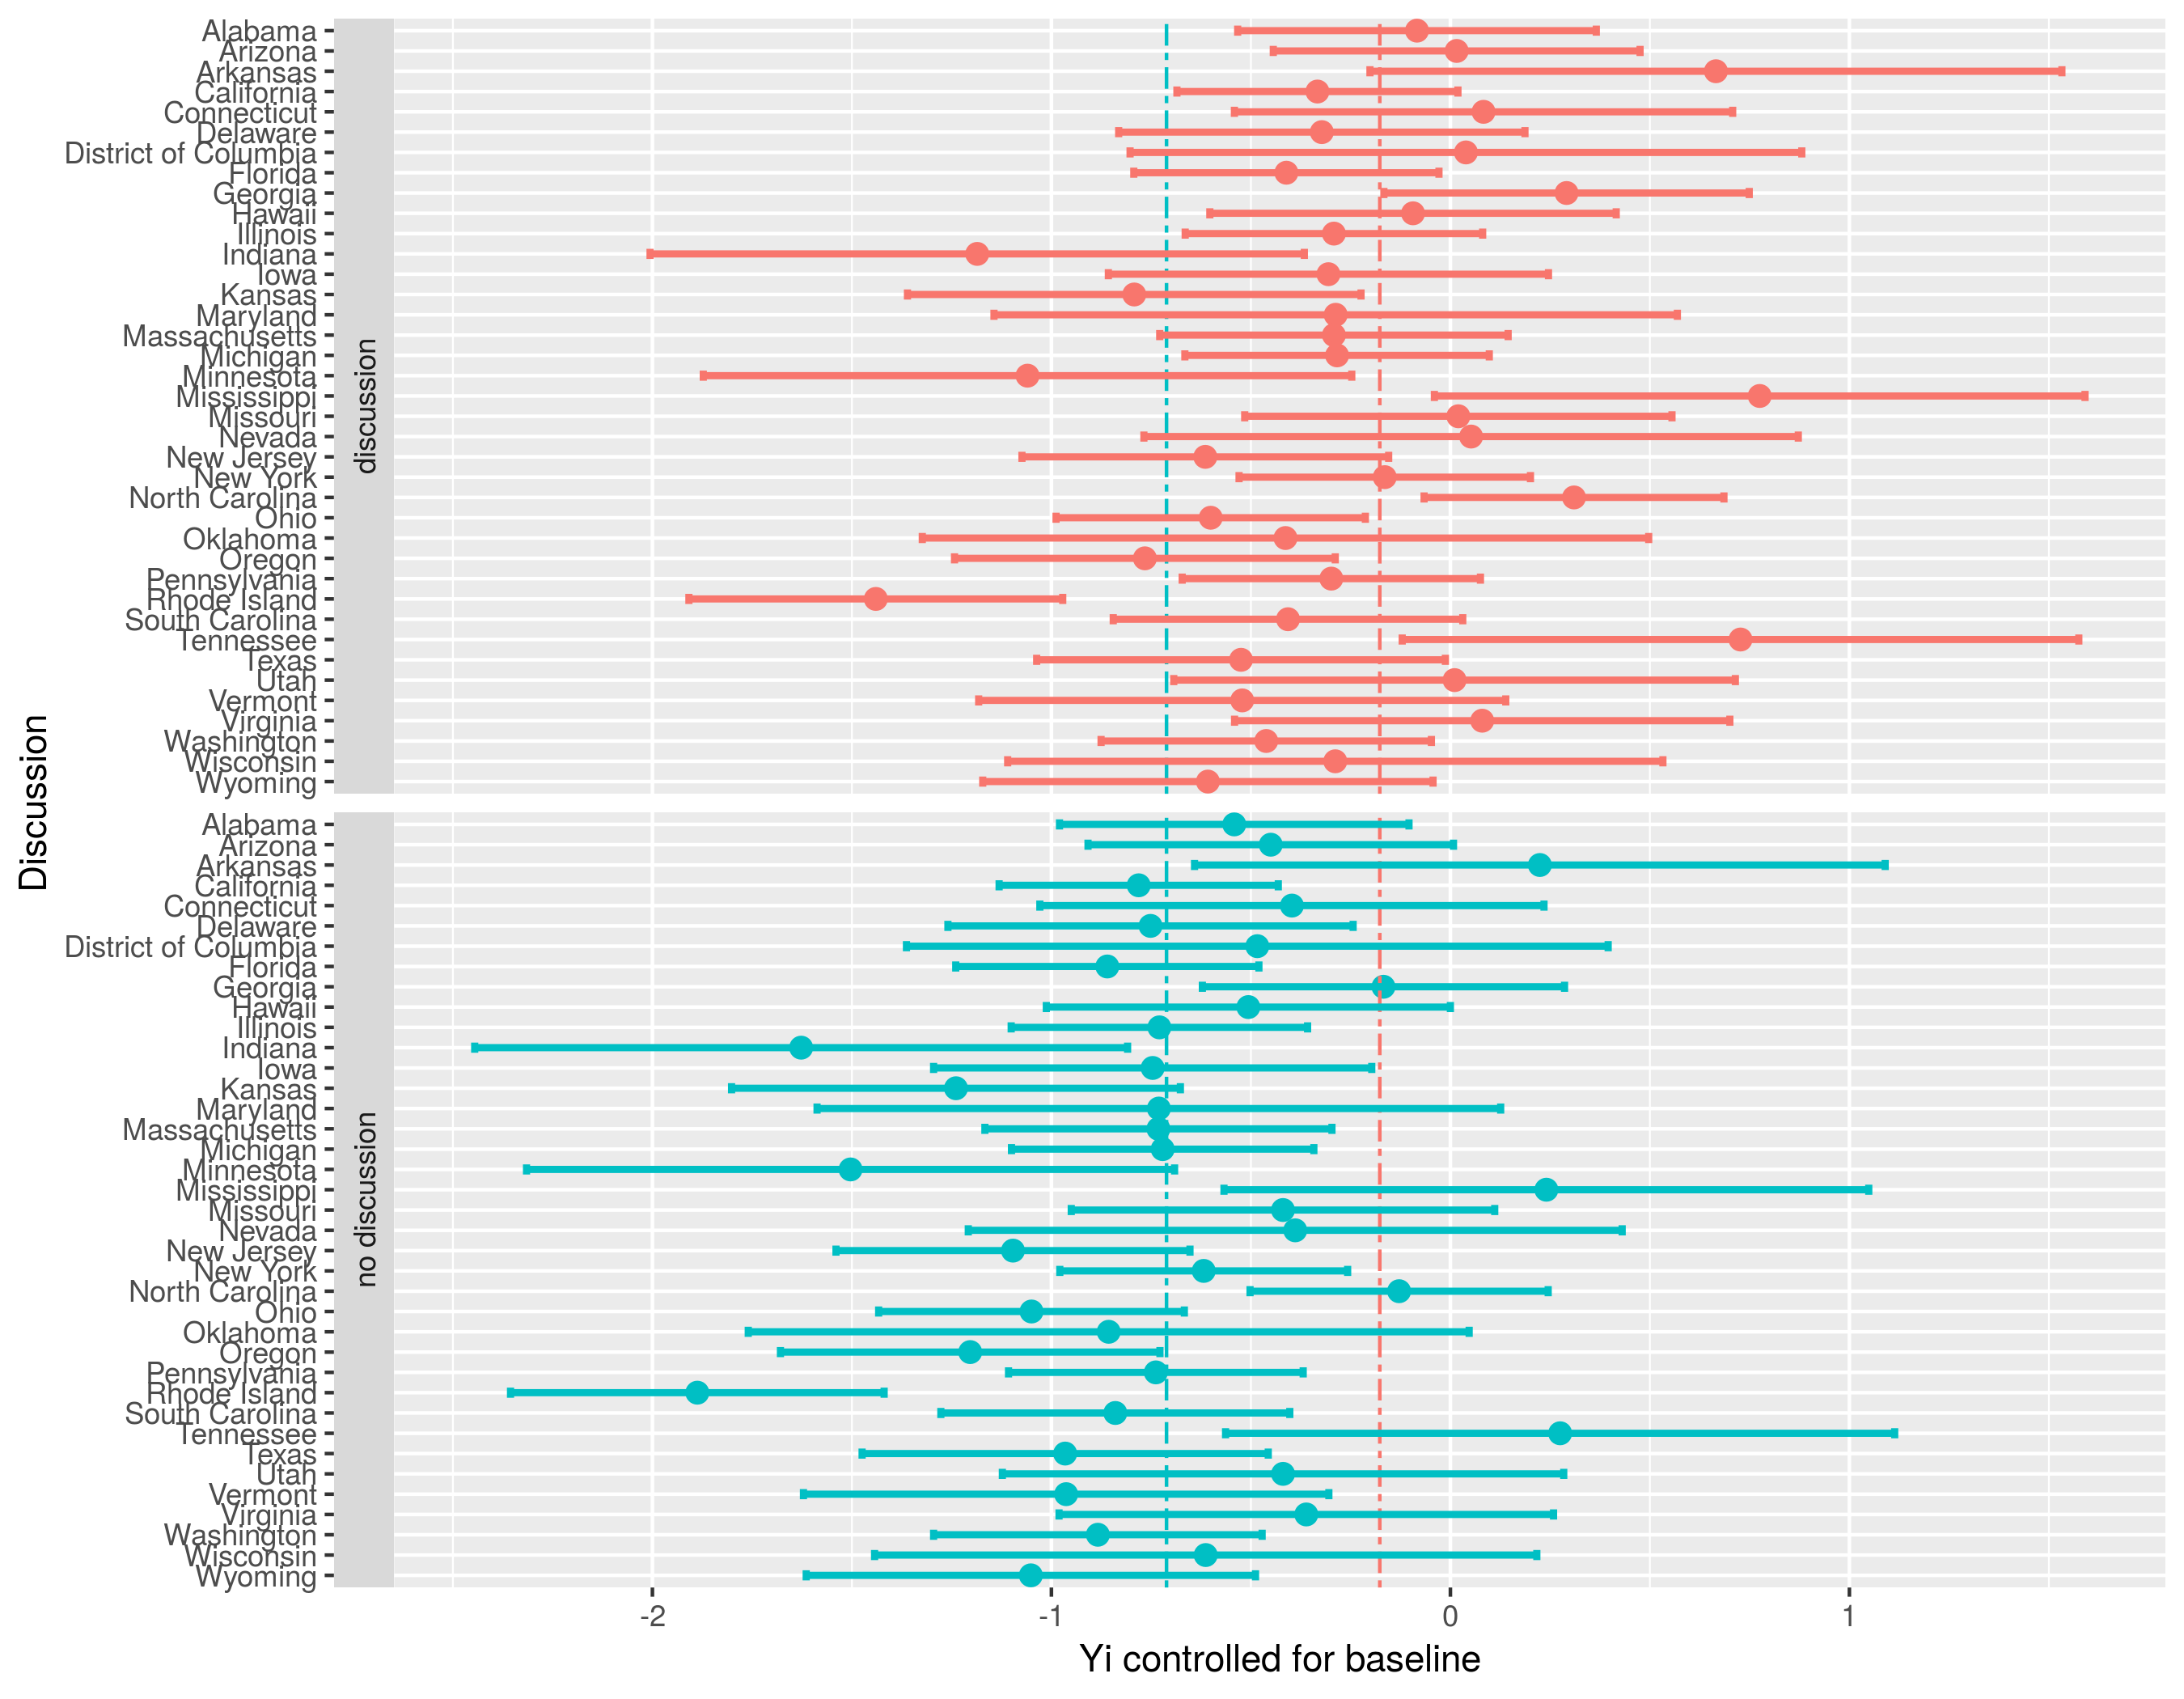 Discussion
discussion
Alabama
Arizona
Arkansas
California
Connecticut
Delaware
District of Columbia
Florida
Georgia
Hawaii
Illinois
Indiana
Iowa
Kansas
Maryland
Massachusetts
Michigan
Minnesota
Mississippi
Missouri
Nevada
New Jersey
New York
North Carolina
Ohio
Oklahoma
Oregon
Pennsylvania
Rhode Island
South Carolina
Tennessee
Texas
Utah
Vermont
Virginia
Washington
Wisconsin
Wyoming
no discussion
Alabama
Arizona
Arkansas
California
Connecticut
Delaware
District of Columbia
Florida
Georgia
Hawaii
Illinois
Indiana
Iowa
Kansas
Maryland
Massachusetts
Michigan
Minnesota
Mississippi
Missouri
Nevada
New Jersey
New York
North Carolina
Ohio
Oklahoma
Oregon
Pennsylvania
Rhode Island
South Carolina
Tennessee
Texas
Utah
Vermont
Virginia
Washington
Wisconsin
Wyoming
-2 -1 0 1
Yi controlled for baseline